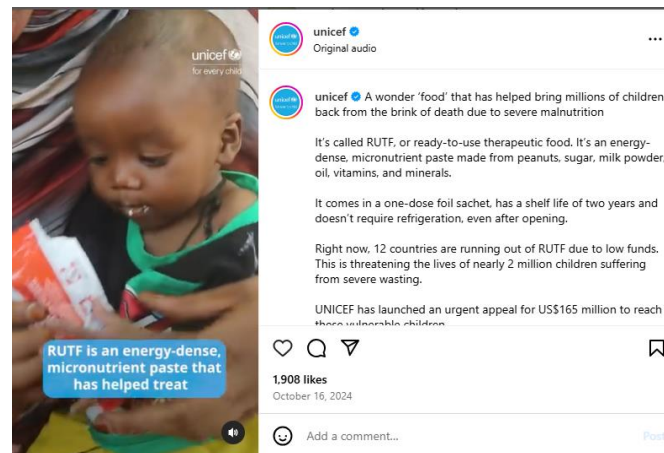 unicef
for every child
RUTF is an energy-dense,
micronutrient paste that
has helped treat
unicef
Original audio
unicef A wonder ‘food’ that has helped bring millions of children
back from the brink of death due to severe malnutrition
It's called RUTF, or ready-to-use therapeutic food. It's an energy-
dense, micronutrient paste made from peanuts, sugar, milk powder,
oil, vitamins, and minerals.
It comes in a one-dose foil sachet, has a shelf life of two years and
doesn't require refrigeration, even after opening.
Right now, 12 countries are running out of RUTF due to low funds.
This is threatening the lives of nearly 2 million children suffering
from severe wasting.
UNICEF has launched an urgent appeal for US$165 million to reach
these vulnerable children
1,908 likes
October 16, 2024
Add a comment...
Post